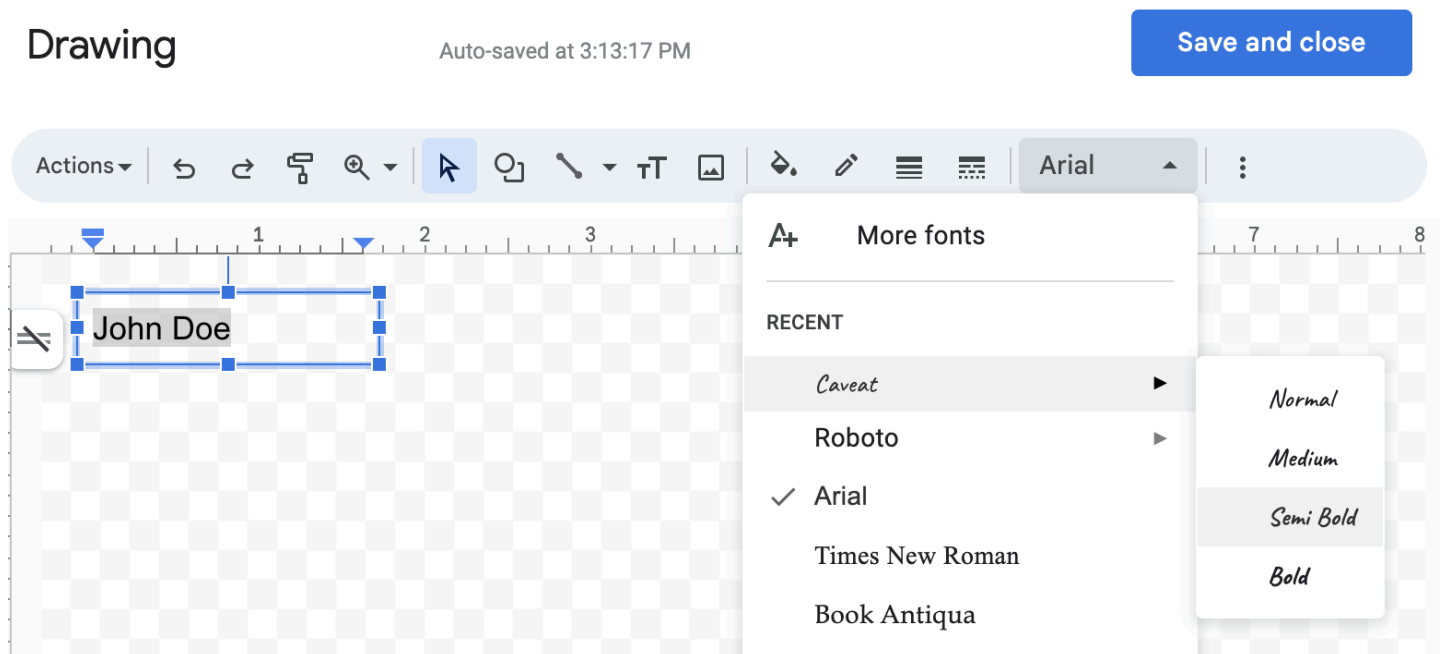 Drawing
Auto-saved at 3:13:17 PM
Save and close
Actions
Arial
1 2 3 7 8
John Doe
More fonts
RECENT
Caveat
Roboto
Arial
Times New Roman
Book Antiqua
Normal
Medium
Semi Bold
Bold